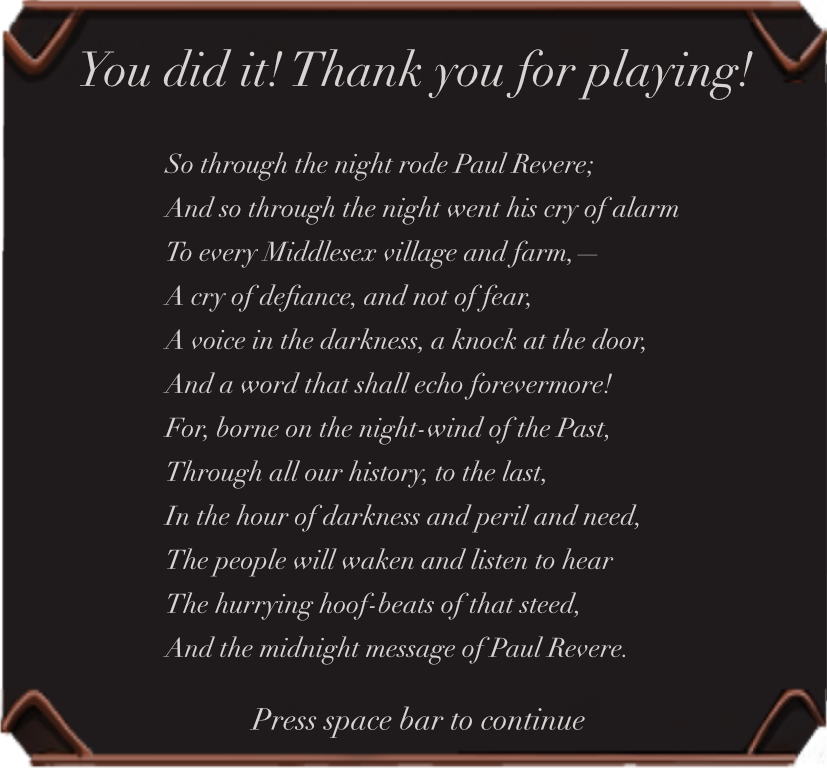 You did it! Thank you for playing!
So through the night rode Paul Revere;
And so through the night went his cry of alarm
To every Middlesex village and farm, —
A cry of defiance, and not of fear,
A voice in the darkness, a knock at the door,
And a word that shall echo forevermore!
For, borne on the night-wind of the Past,
Through all our history, to the last,
In the hour of darkness and peril and need,
The people will waken and listen to hear
The hurrying hoof-beats of that steed,
And the midnight message of Paul Revere.
Press space bar to continue